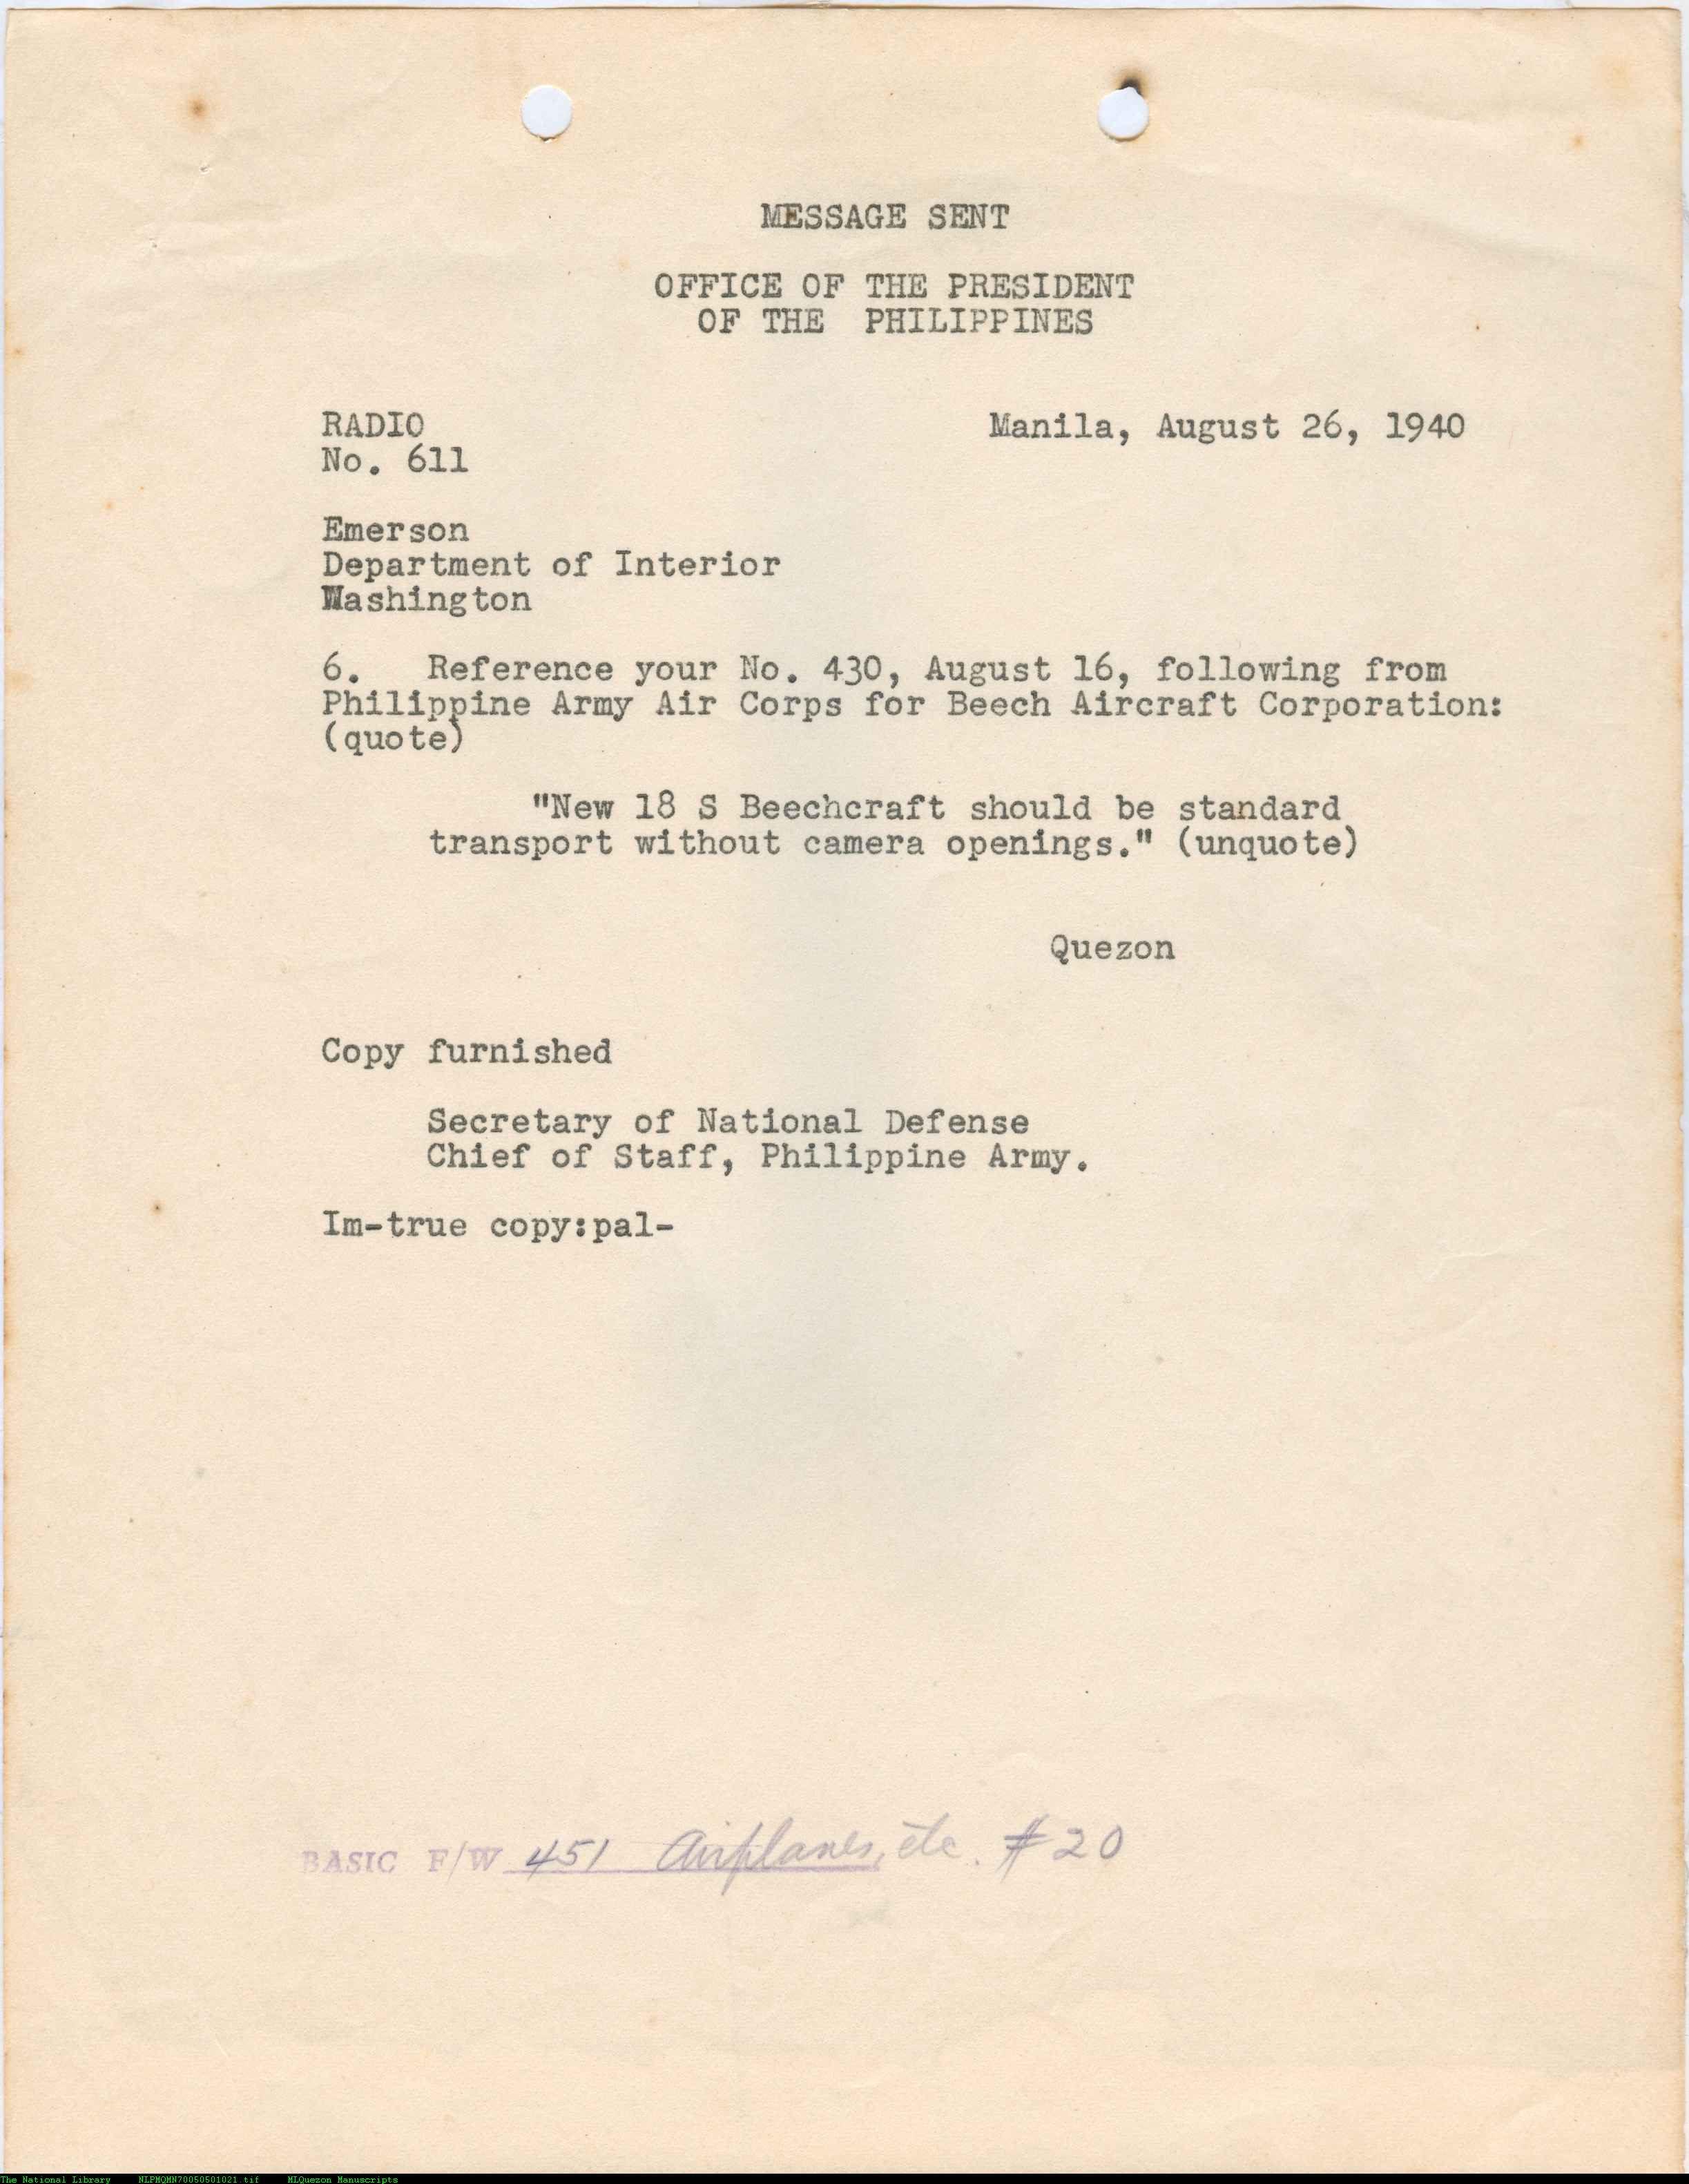 MESSAGE SENT
OFFICE OF THE PRESIDENT
OF THE PHILIPPINES
RADIO
No. 611
Manila, August 26, 1940
Emerson
Department of Interior
Washington
6. Reference your No. 430, August 16, following from
Philippine Army Air Corps for Beech Aircraft Corporation:
(quote)
"New 18 S Beechcraft should be standard
transport without camera openings." (unquote)
Quezon
Copy furnished
Secretary of National Defense
Chief of Staff, Philippine Army.
Im-true copy:pal-
BASIC F/W 451 Airplanes, etc. #20
The National Library NLPMQMN70050501021.tif MLQuezon Manuscripts